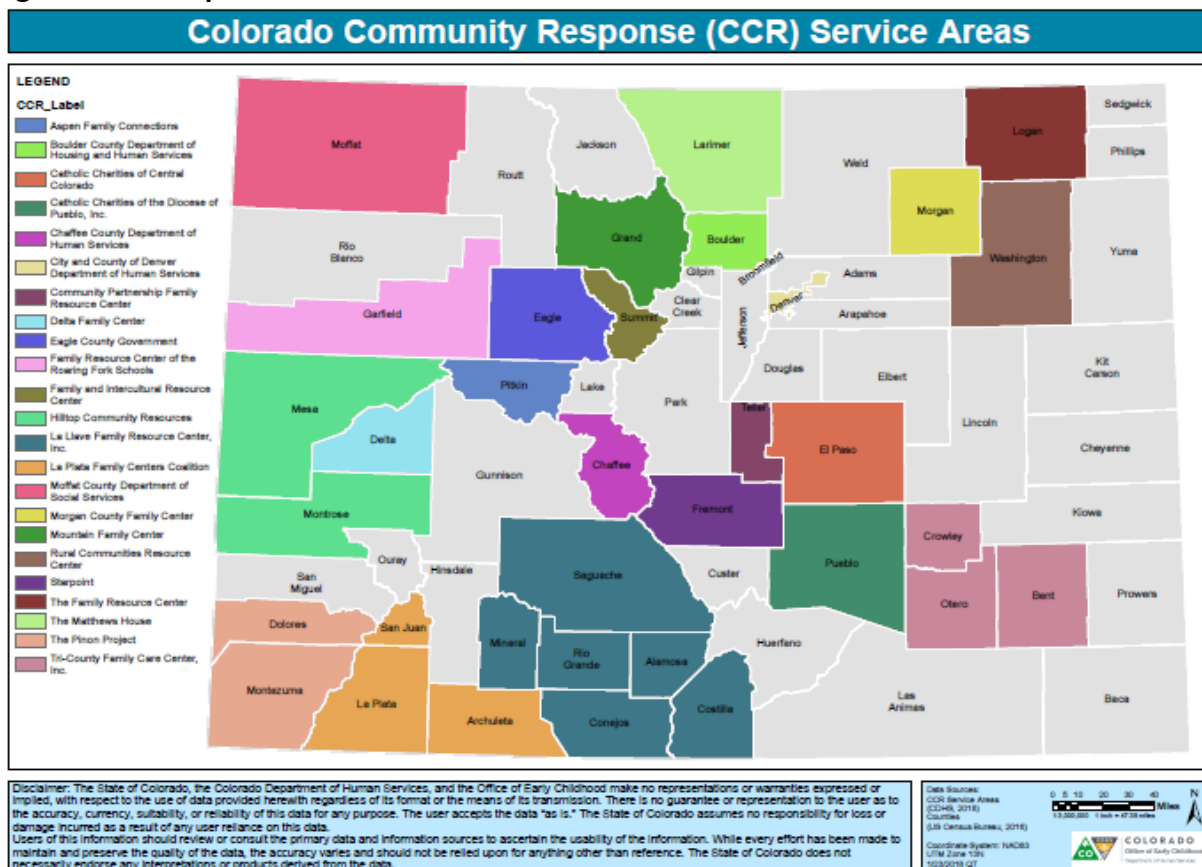 Colorado Community Response (CCR) Service Areas
LEGEND
CCR_Label
Aspen Family Connections
Boulder County Department of
Housing and Human Services
Catholic Charities of Central
Colorado
Catholic Charities of the Diocese of
Pueblo, Inc.
Chaffee County Department of
Human Services
City and County of Denver
Department of Human Services
Community Partnership Family
Resource Center
Delta Family Center
Eagle County Government
Family Resource Center of the
Roaring Fork Schools
Family and Intercultural Resource
Center
Hilltop Community Resources
La Llave Family Resource Center,
Inc.
La Plata Family Centers Coalition
Moffat County Department of
Social Services
Morgan County Family Center
Mountain Family Center
Rural Communities Resource
Center
Starpoint
The Family Resource Center
The Matthews House
The Pinon Project
Tri-County Family Care Center,
Inc.
Moffat
Routt
Jackson
Larimer
Weld
Logan
Sedgwick
Phillips
Morgan
Washington
Yuma
Rio
Blanco
Grand
Boulder
Gilpin
Broomfield
Adams
Clear
Creek
Denver
Arapahoe
Jefferson
Garfield
Eagle
Summit
Douglas
Elbert
Kit
Carson
Pitkin
Lake
Park
Teller
Lincoln
Mesa
Delta
El Paso
Cheyenne
Gunnison
Chaffee
Fremont
Kiowa
Montrose
Crowley
Ouray
Hinsdale
Saguache
Custer
Pueblo
San
Miguel
Otero
Bent
Prowers
Dolores
San Juan
Mineral
Rio
Grande
Alamosa
Huerfano
Montezuma
La Plata
Archuleta
Conejos
Costilla
Las
Animas
Baca
Disclaimer: The State of Colorado, the Colorado Department of Human Services, and the Office of Early Childhood make no representations or warranties expressed or
implied, with respect to the use of data provided herewith regardless of its format or the means of its transmission. There is no guarantee or representation to the user as to
the accuracy, currency, suitability, or reliability of this data for any purpose. The user accepts the data "as is." The State of Colorado assumes no responsibility for loss or
damage incurred as a result of any user reliance on this data.
Users of this information should review or consult the primary data and information sources to ascertain the usability of the information. While every effort has been made to
maintain and preserve the quality of the data, the accuracy varies and should not be relied upon for anything other than reference. The State of Colorado does not
necessarily endorse any interpretations or products derived from the data.
Data Sources:
CCR Service Areas
(CDHS, 2018)
Counties
(US Census Bureau, 2016)
Coordinate System: NAD83
UTM Zone 13N
1/23/2018 QT
0 5 10 20 30 40
Miles
N
CO
COLORADO
Office of Early Childhood